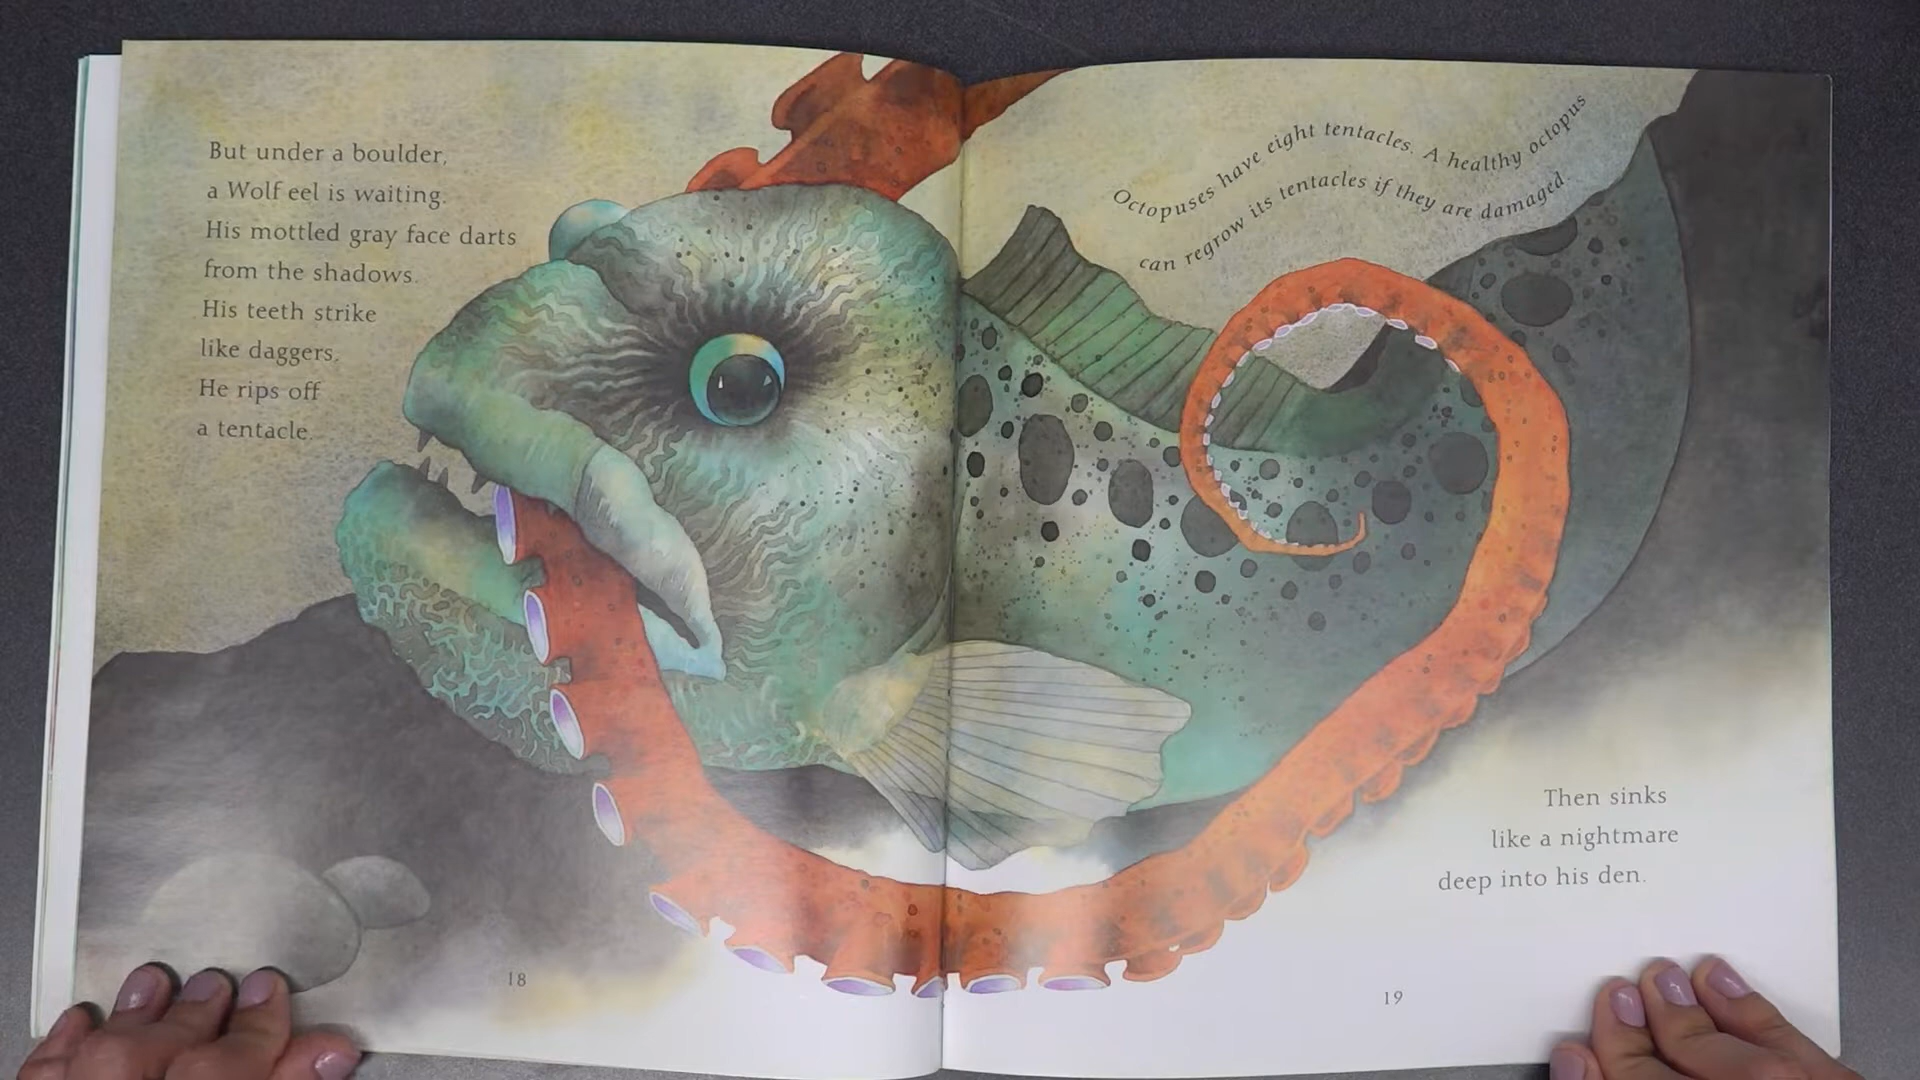 But under a boulder,
a Wolf eel is waiting.
His mottled gray face darts
from the shadows.
His teeth strike
like daggers.
He rips off
a tentacle.
18
Octopuses have eight tentacles. A healthy octopus
can regrow its tentacles if they are damaged.
Then sinks
like a nightmare
deep into his den.
19